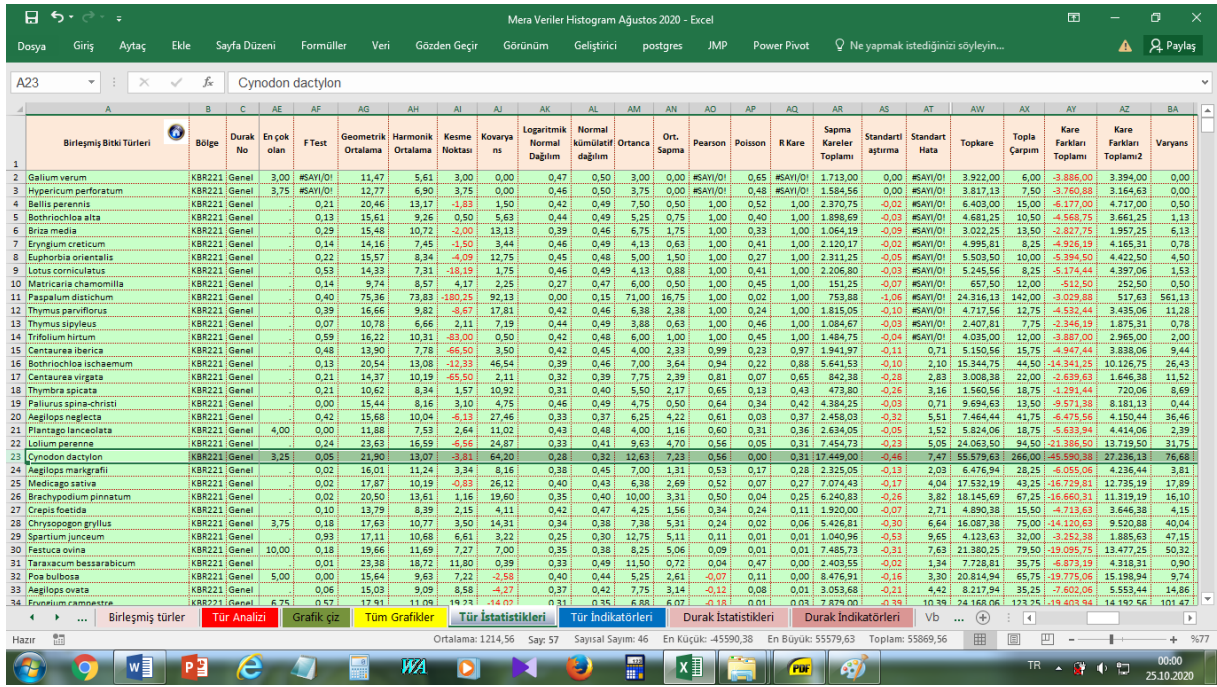 Mera Veriler Histogram Ağustos 2020 - Excel
Dosya Giriş Aytaç Ekle Sayfa Düzeni Formüller Veri Gözden Geçir Görünüm Geliştirici postgres JMP Power Pivot Ne yapmak istediğinizi söyleyin... Paylaş
A23 fx Cynodon dactylon
A B C AE AF AG AH AI AJ AK AL AM AN AO AP AQ AR AS AT AW AX AY AZ BA
1 Birleşmiş Bitki Türleri Bölge Durak No En çok olan F Test Geometrik Ortalama Harmonik Ortalama Kesme Noktası Kovaryans Logaritmik Normal Dağılım Normal kümülatif dağılım Ortanca Ort. Sapma Pearson Poisson R Kare Sapma Kareler Toplamı Standartlaştırma Standart Hata Topkare Topla Çarpım Kare Farkları Toplamı Kare Farkları Toplamı2 Varyans
2 Galium verum KBR221 Genel 3,00 #SAYI/0! 11,47 5,61 3,00 0,00 0,47 0,50 3,00 0,00 #SAYI/0! 0,65 #SAYI/0! 1.713,00 0,00 #SAYI/0! 3.922,00 6,00 -3.886,00 3.394,00 0,00
3 Hypericum perforatum KBR221 Genel 3,75 #SAYI/0! 12,77 6,90 3,75 0,00 0,46 0,50 3,75 0,00 #SAYI/0! 0,48 #SAYI/0! 1.584,56 0,00 #SAYI/0! 3.817,13 7,50 -3.760,88 3.164,63 0,00
4 Bellis perennis KBR221 Genel . 0,21 20,46 13,17 -1,83 1,50 0,42 0,49 7,50 0,50 1,00 0,52 1,00 2.370,75 -0,02 #SAYI/0! 6.403,00 15,00 -6.177,00 4.717,00 0,50
5 Bothriochloa alta KBR221 Genel . 0,13 15,61 9,26 0,50 5,63 0,44 0,49 5,25 0,75 1,00 0,40 1,00 1.898,69 -0,03 #SAYI/0! 4.681,25 10,50 -4.568,75 3.661,25 1,13
6 Briza media KBR221 Genel . 0,29 15,48 10,72 -2,00 13,13 0,39 0,46 6,75 1,75 1,00 0,33 1,00 1.064,19 -0,09 #SAYI/0! 3.022,25 13,50 -2.827,75 1.957,25 6,13
7 Eryngium creticum KBR221 Genel . 0,14 14,16 7,45 -1,50 3,44 0,46 0,49 4,13 0,63 1,00 0,41 1,00 2.120,17 -0,02 #SAYI/0! 4.995,81 8,25 -4.926,19 4.165,31 0,78
8 Euphorbia orientalis KBR221 Genel . 0,22 15,57 8,34 -4,09 12,75 0,45 0,48 5,00 1,50 1,00 0,27 1,00 2.311,25 -0,05 #SAYI/0! 5.503,50 10,00 -5.394,50 4.422,50 4,50
9 Lotus corniculatus KBR221 Genel . 0,53 14,33 7,31 -18,19 1,75 0,46 0,49 4,13 0,88 1,00 0,41 1,00 2.206,80 -0,03 #SAYI/0! 5.245,56 8,25 -5.174,44 4.397,06 1,53
10 Matricaria chamomilla KBR221 Genel . 0,14 9,74 8,57 4,17 2,25 0,27 0,47 6,00 0,50 1,00 0,45 1,00 151,25 -0,07 #SAYI/0! 657,50 12,00 -512,50 252,50 0,50
11 Paspalum distichum KBR221 Genel . 0,40 75,36 73,83 -180,25 92,13 0,00 0,15 71,00 16,75 1,00 0,02 1,00 753,88 -1,06 #SAYI/0! 24.316,13 142,00 -3.029,88 517,63 561,13
12 Thymus parviflorus KBR221 Genel . 0,39 16,66 9,82 -8,67 17,81 0,42 0,46 6,38 2,38 1,00 0,24 1,00 1.815,05 -0,10 #SAYI/0! 4.717,56 12,75 -4.532,44 3.435,06 11,28
13 Thymus sipyleus KBR221 Genel . 0,07 10,78 6,66 2,11 7,19 0,44 0,49 3,88 0,63 1,00 0,46 1,00 1.084,67 -0,03 #SAYI/0! 2.407,81 7,75 -2.346,19 1.875,31 0,78
14 Trifolium hirtum KBR221 Genel . 0,59 16,22 10,31 -83,00 0,50 0,42 0,48 6,00 1,00 1,00 0,45 1,00 1.484,75 -0,04 #SAYI/0! 4.035,00 12,00 -3.887,00 2.965,00 2,00
15 Centaurea iberica KBR221 Genel . 0,48 13,90 7,78 -66,50 3,50 0,42 0,45 4,00 2,33 0,99 0,23 0,97 1.941,97 -0,11 0,71 5.150,56 15,75 -4.947,44 3.838,06 9,44
16 Bothriochloa ischaemum KBR221 Genel . 0,13 20,54 13,08 -12,33 46,54 0,39 0,46 7,00 3,64 0,94 0,22 0,88 5.641,53 -0,10 2,10 15.344,75 44,50 -14.341,25 10.126,75 26,43
17 Centaurea virgata KBR221 Genel . 0,21 14,37 10,19 -65,50 2,11 0,32 0,39 7,75 2,39 0,81 0,07 0,65 842,38 -0,28 2,83 3.008,38 22,00 -2.639,63 1.646,38 11,52
18 Thymbra spicata KBR221 Genel . 0,21 10,62 8,34 1,57 10,92 0,31 0,40 5,50 2,17 0,65 0,13 0,43 473,80 -0,26 3,16 1.560,56 18,75 -1.291,44 720,06 8,69
19 Paliurus spina-christi KBR221 Genel . 0,00 15,44 8,16 3,10 4,75 0,46 0,49 4,75 0,50 0,64 0,34 0,42 4.384,25 -0,03 0,71 9.694,63 13,50 -9.571,38 8.181,13 0,44
20 Aegilops neglecta KBR221 Genel . 0,42 15,68 10,04 -6,13 27,46 0,33 0,37 6,25 4,22 0,61 0,03 0,37 2.458,03 -0,32 5,51 7.464,44 41,75 -6.475,56 4.150,44 36,46
21 Plantago lanceolata KBR221 Genel 4,00 0,00 11,88 7,53 2,64 11,02 0,43 0,48 4,00 1,16 0,60 0,31 0,36 2.634,05 -0,05 1,52 5.824,06 18,75 -5.633,94 4.414,06 2,39
22 Lolium perenne KBR221 Genel . 0,24 23,63 16,59 -6,56 24,87 0,33 0,41 9,63 4,70 0,56 0,05 0,31 7.454,73 -0,23 5,05 24.063,50 94,50 -21.386,50 13.719,50 31,75
23 Cynodon dactylon KBR221 Genel 3,25 0,05 21,90 13,07 -3,81 64,20 0,28 0,32 12,63 7,23 0,56 0,00 0,31 17.449,00 -0,46 7,47 55.579,63 266,00 -45.590,38 27.236,13 76,68
24 Aegilops markgrafii KBR221 Genel . 0,02 16,01 11,24 3,34 8,16 0,38 0,45 7,00 1,31 0,53 0,17 0,28 2.325,05 -0,13 2,03 6.476,94 28,25 -6.055,06 4.236,44 3,81
25 Medicago sativa KBR221 Genel . 0,02 17,87 10,19 -0,83 26,12 0,40 0,43 6,38 2,69 0,52 0,07 0,27 7.074,43 -0,17 4,04 17.532,19 43,25 -16.729,81 12.735,19 17,89
26 Brachypodium pinnatum KBR221 Genel . 0,02 20,50 13,61 1,16 19,60 0,35 0,40 10,00 3,31 0,50 0,04 0,25 6.240,83 -0,26 3,82 18.145,69 67,25 -16.660,31 11.319,19 16,10
27 Crepis foetida KBR221 Genel . 0,10 13,79 8,39 2,15 4,11 0,42 0,47 4,25 1,56 0,34 0,24 0,11 1.920,00 -0,07 2,71 4.890,38 15,50 -4.713,63 3.646,38 4,15
28 Chrysopogon gryllus KBR221 Genel 3,75 0,18 17,63 10,77 3,50 14,31 0,34 0,38 7,38 5,31 0,24 0,02 0,06 5.426,81 -0,30 6,64 16.087,38 75,00 -14.120,63 9.520,88 40,04
29 Spartium junceum KBR221 Genel . 0,93 17,11 10,68 6,61 3,22 0,25 0,30 12,75 5,11 0,11 0,01 0,01 1.040,96 -0,53 9,65 4.123,63 32,00 -3.252,38 1.885,63 47,15
30 Festuca ovina KBR221 Genel 10,00 0,18 19,66 11,69 7,27 7,00 0,35 0,38 8,25 5,06 0,09 0,01 0,01 7.485,73 -0,31 7,63 21.380,25 79,50 -19.095,75 13.477,25 50,32
31 Taraxacum bessarabicum KBR221 Genel . 0,01 23,38 18,72 11,80 0,39 0,33 0,49 11,50 0,72 0,04 0,47 0,00 2.403,55 -0,02 1,34 7.728,81 35,75 -6.873,19 4.318,31 0,90
32 Poa bulbosa KBR221 Genel 5,00 0,00 15,64 9,63 7,22 -2,58 0,40 0,44 5,25 2,61 -0,07 0,11 0,00 8.476,91 -0,16 3,30 20.814,94 65,75 -19.775,06 15.198,94 9,74
33 Aegilops ovata KBR221 Genel . 0,06 15,03 9,09 8,58 -4,27 0,37 0,42 7,75 3,14 -0,12 0,08 0,01 3.053,68 -0,21 4,42 8.217,94 35,25 -7.602,06 5.553,44 14,86
34 Eryngium campestre KBR221 Genel 6,75 0,57 17,91 11,09 19,23 -14,02 0,31 0,35 6,88 6,07 -0,18 0,01 0,03 7.879,00 -0,39 10,39 24.168,06 123,25 -19.403,94 14.192,56 101,47
... Birleşmiş türler Tür Analizi Grafik çiz Tüm Grafikler Tür İstatistikleri Tür İndikatörleri Durak İstatistikleri Durak İndikatörleri Vb ...
Hazır Ortalama: 1214,56 Say: 57 Sayısal Sayım: 46 En Küçük: -45590,38 En Büyük: 55579,63 Toplam: 55869,56 %77
TR 00:00
25.10.2020